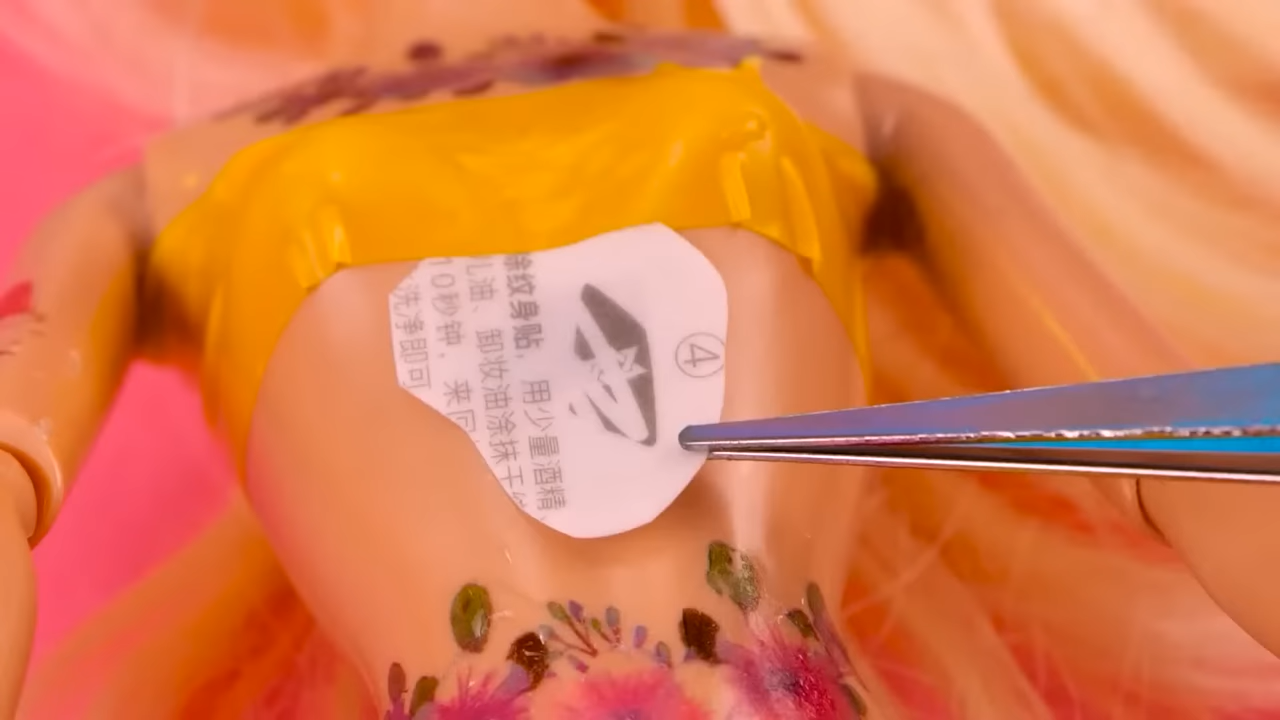 ④
除纹身贴，用少量酒精、
儿油、卸妆油涂抹于
10秒钟，来回
洗净即可